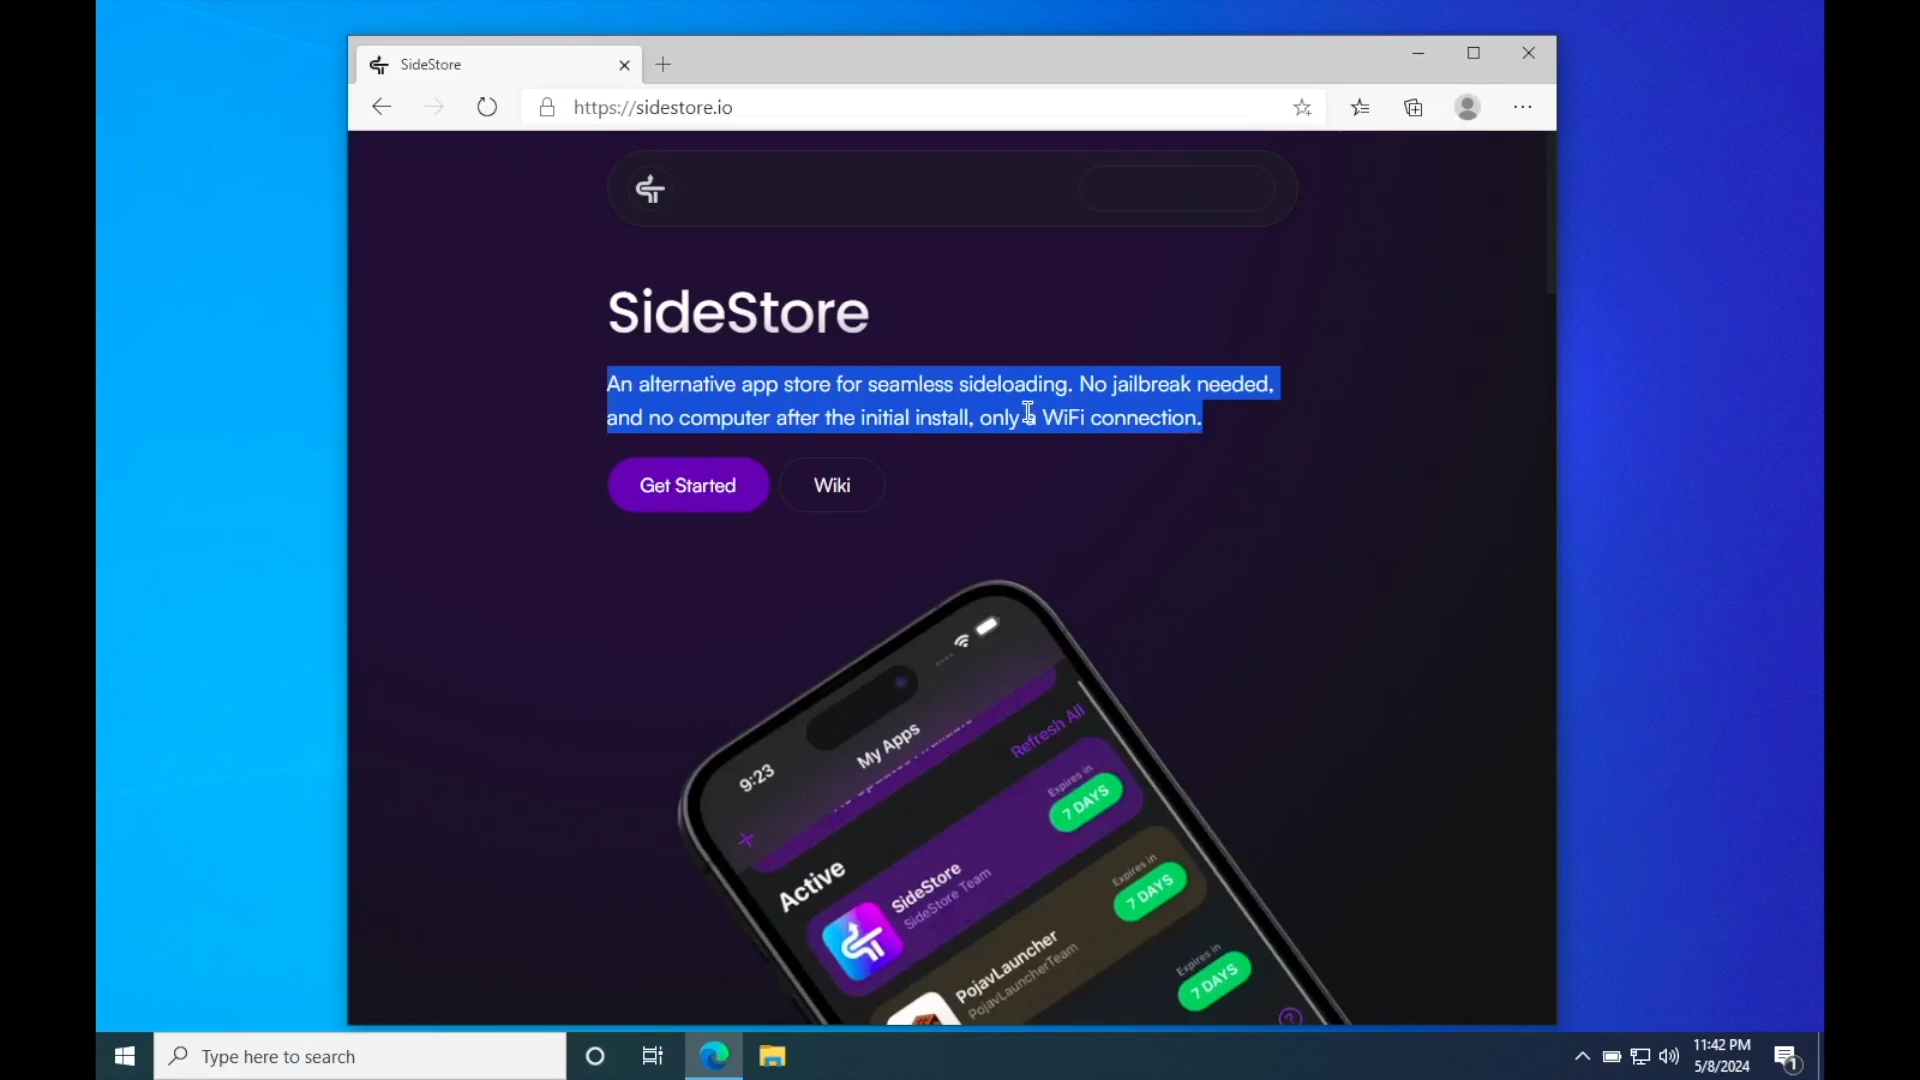 SideStore
https://sidestore.io
SideStore
An alternative app store for seamless sideloading. No jailbreak needed,
and no computer after the initial install, only a WiFi connection.
Get Started
Wiki
9:23
My Apps
Refresh All
Active
SideStore
SideStore Team
Expires in
7 DAYS
PojavLauncher
PojavLauncherTeam
Expires in
7 DAYS
Expires in
7 DAYS
Type here to search
11:42 PM
5/8/2024
1